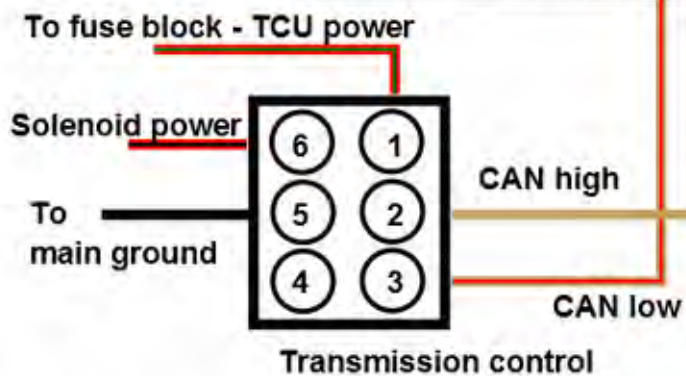 To fuse block - TCU power
Solenoid power
6 1
CAN high
To
5 2
main ground
4 3
CAN low
Transmission control